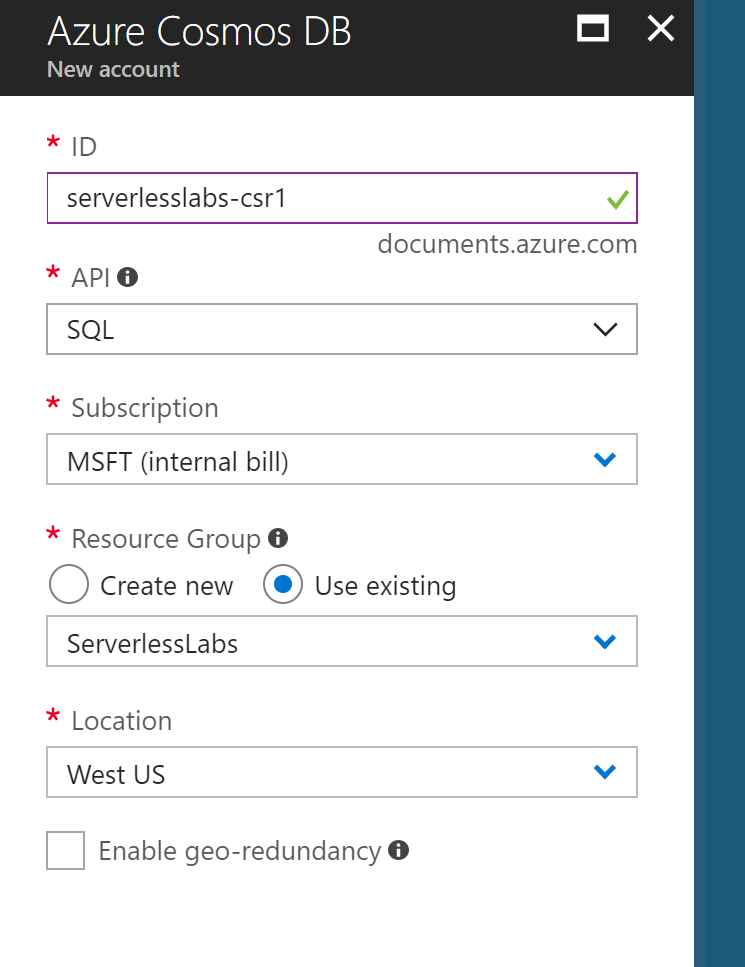 Azure Cosmos DB
New account
* ID
serverlesslabs-csr1
documents.azure.com
* API
SQL
* Subscription
MSFT (internal bill)
* Resource Group
Create new Use existing
ServerlessLabs
* Location
West US
Enable geo-redundancy